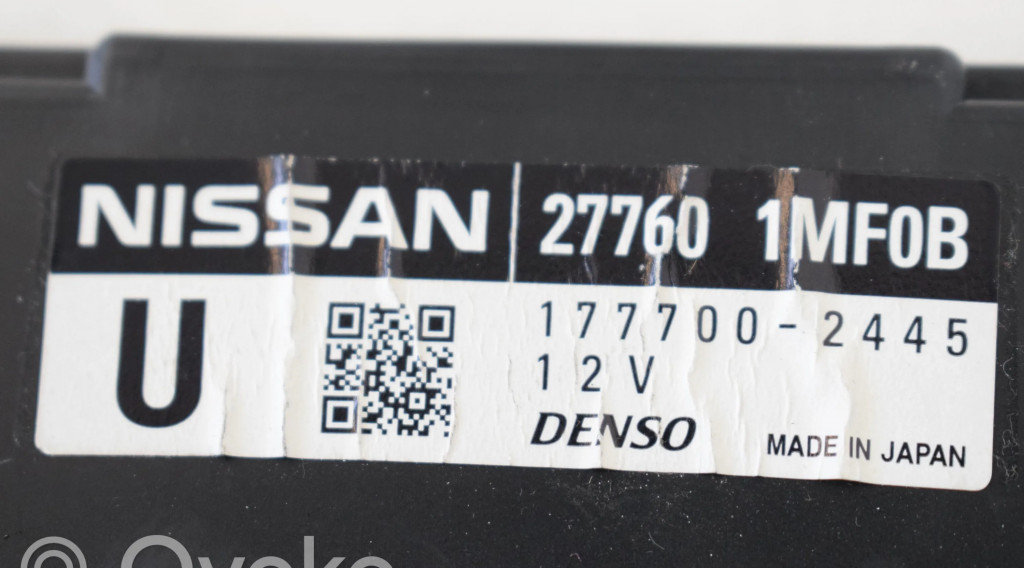 NISSAN 27760 1MF0B
U
177700-2445
12V
DENSO
MADE IN JAPAN
©